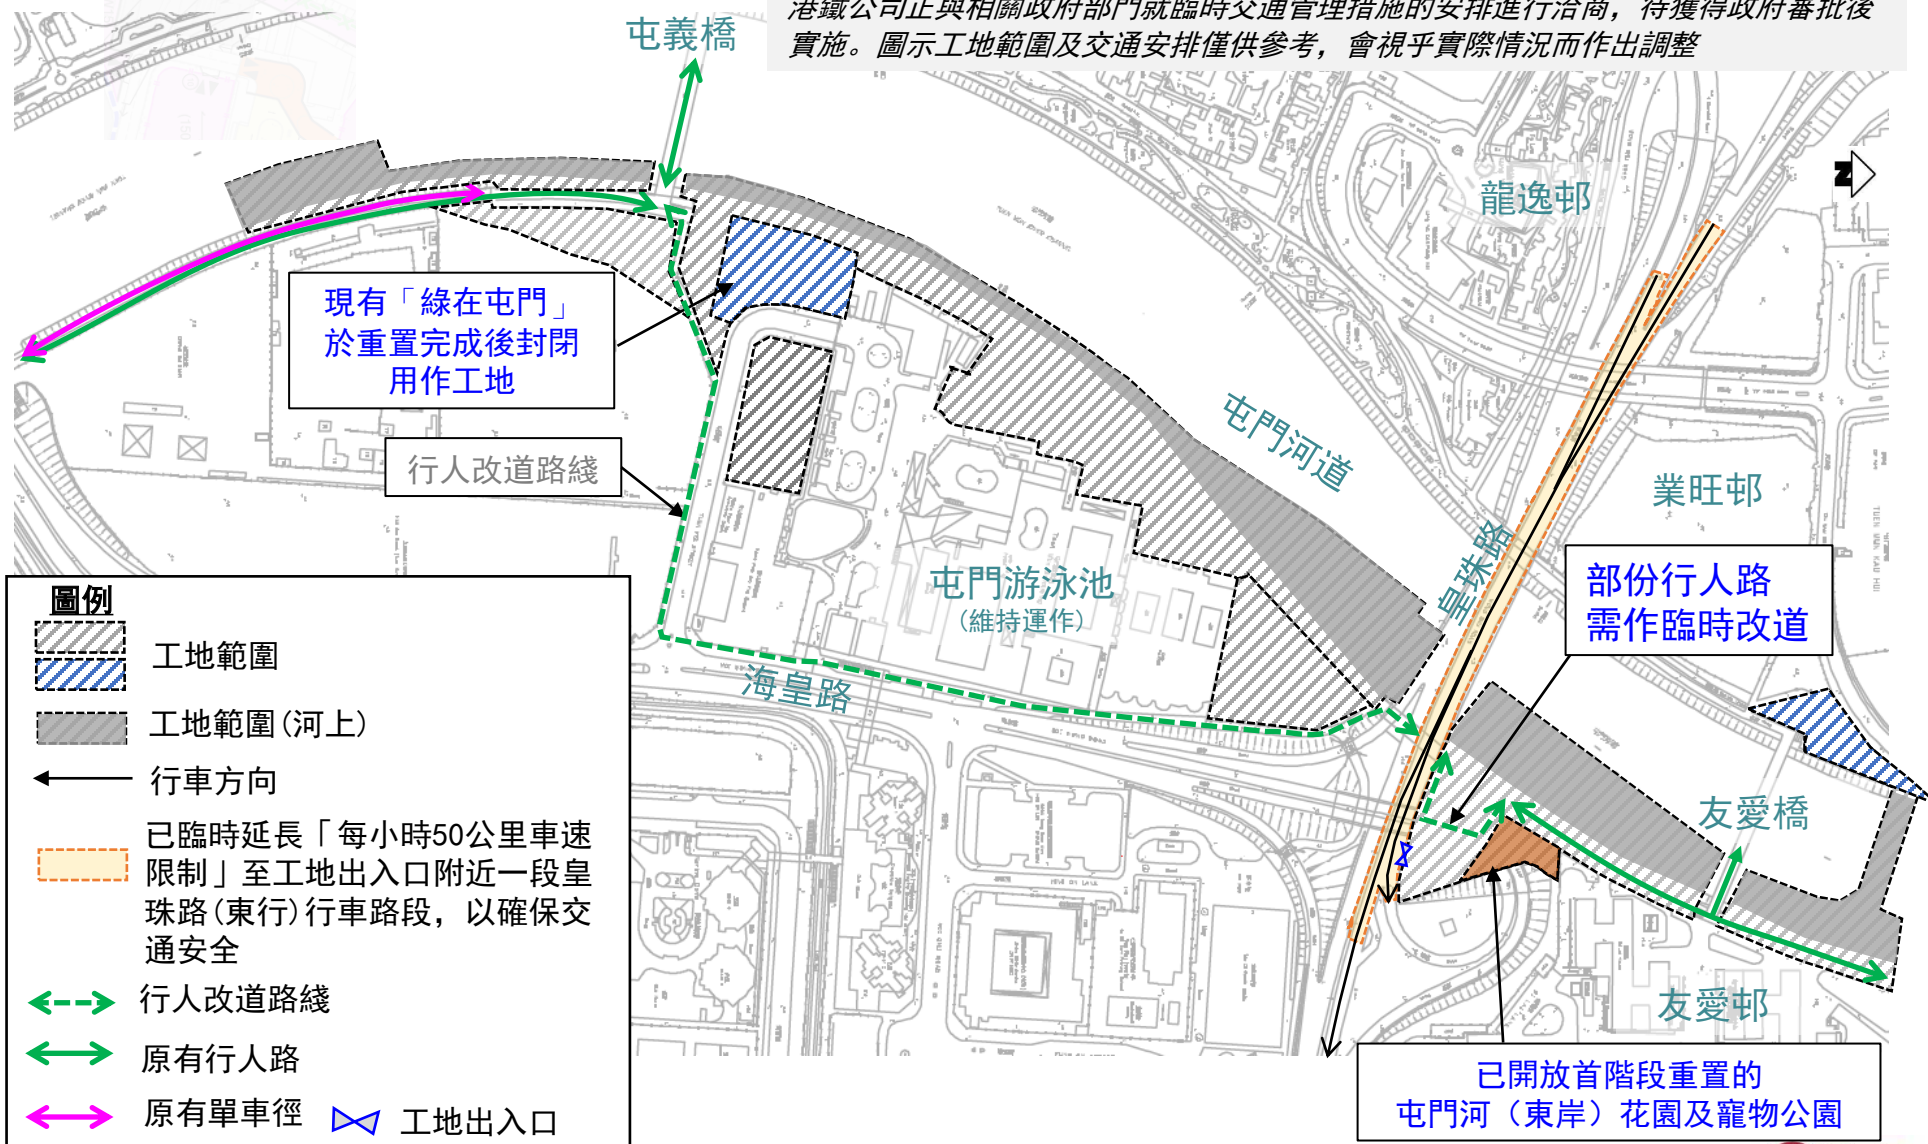 港鐵公司正與相關政府部門就臨時交通管理措施的安排進行洽商，待獲得政府審批後
實施。圖示工地範圍及交通安排僅供參考，會視乎實際情況而作出調整
屯義橋
龍逸邨
現有「綠在屯門」
於重置完成後封閉
用作工地
行人改道路綫
屯門河道
皇珠路
業旺邨
屯門游泳池
(維持運作)
部份行人路
需作臨時改道
海皇路
友愛橋
友愛邨
已開放首階段重置的
屯門河（東岸）花園及寵物公園
圖例
工地範圍
工地範圍(河上)
行車方向
已臨時延長「每小時50公里車速
限制」至工地出入口附近一段皇
珠路(東行)行車路段，以確保交
通安全
行人改道路綫
原有行人路
原有單車徑
工地出入口